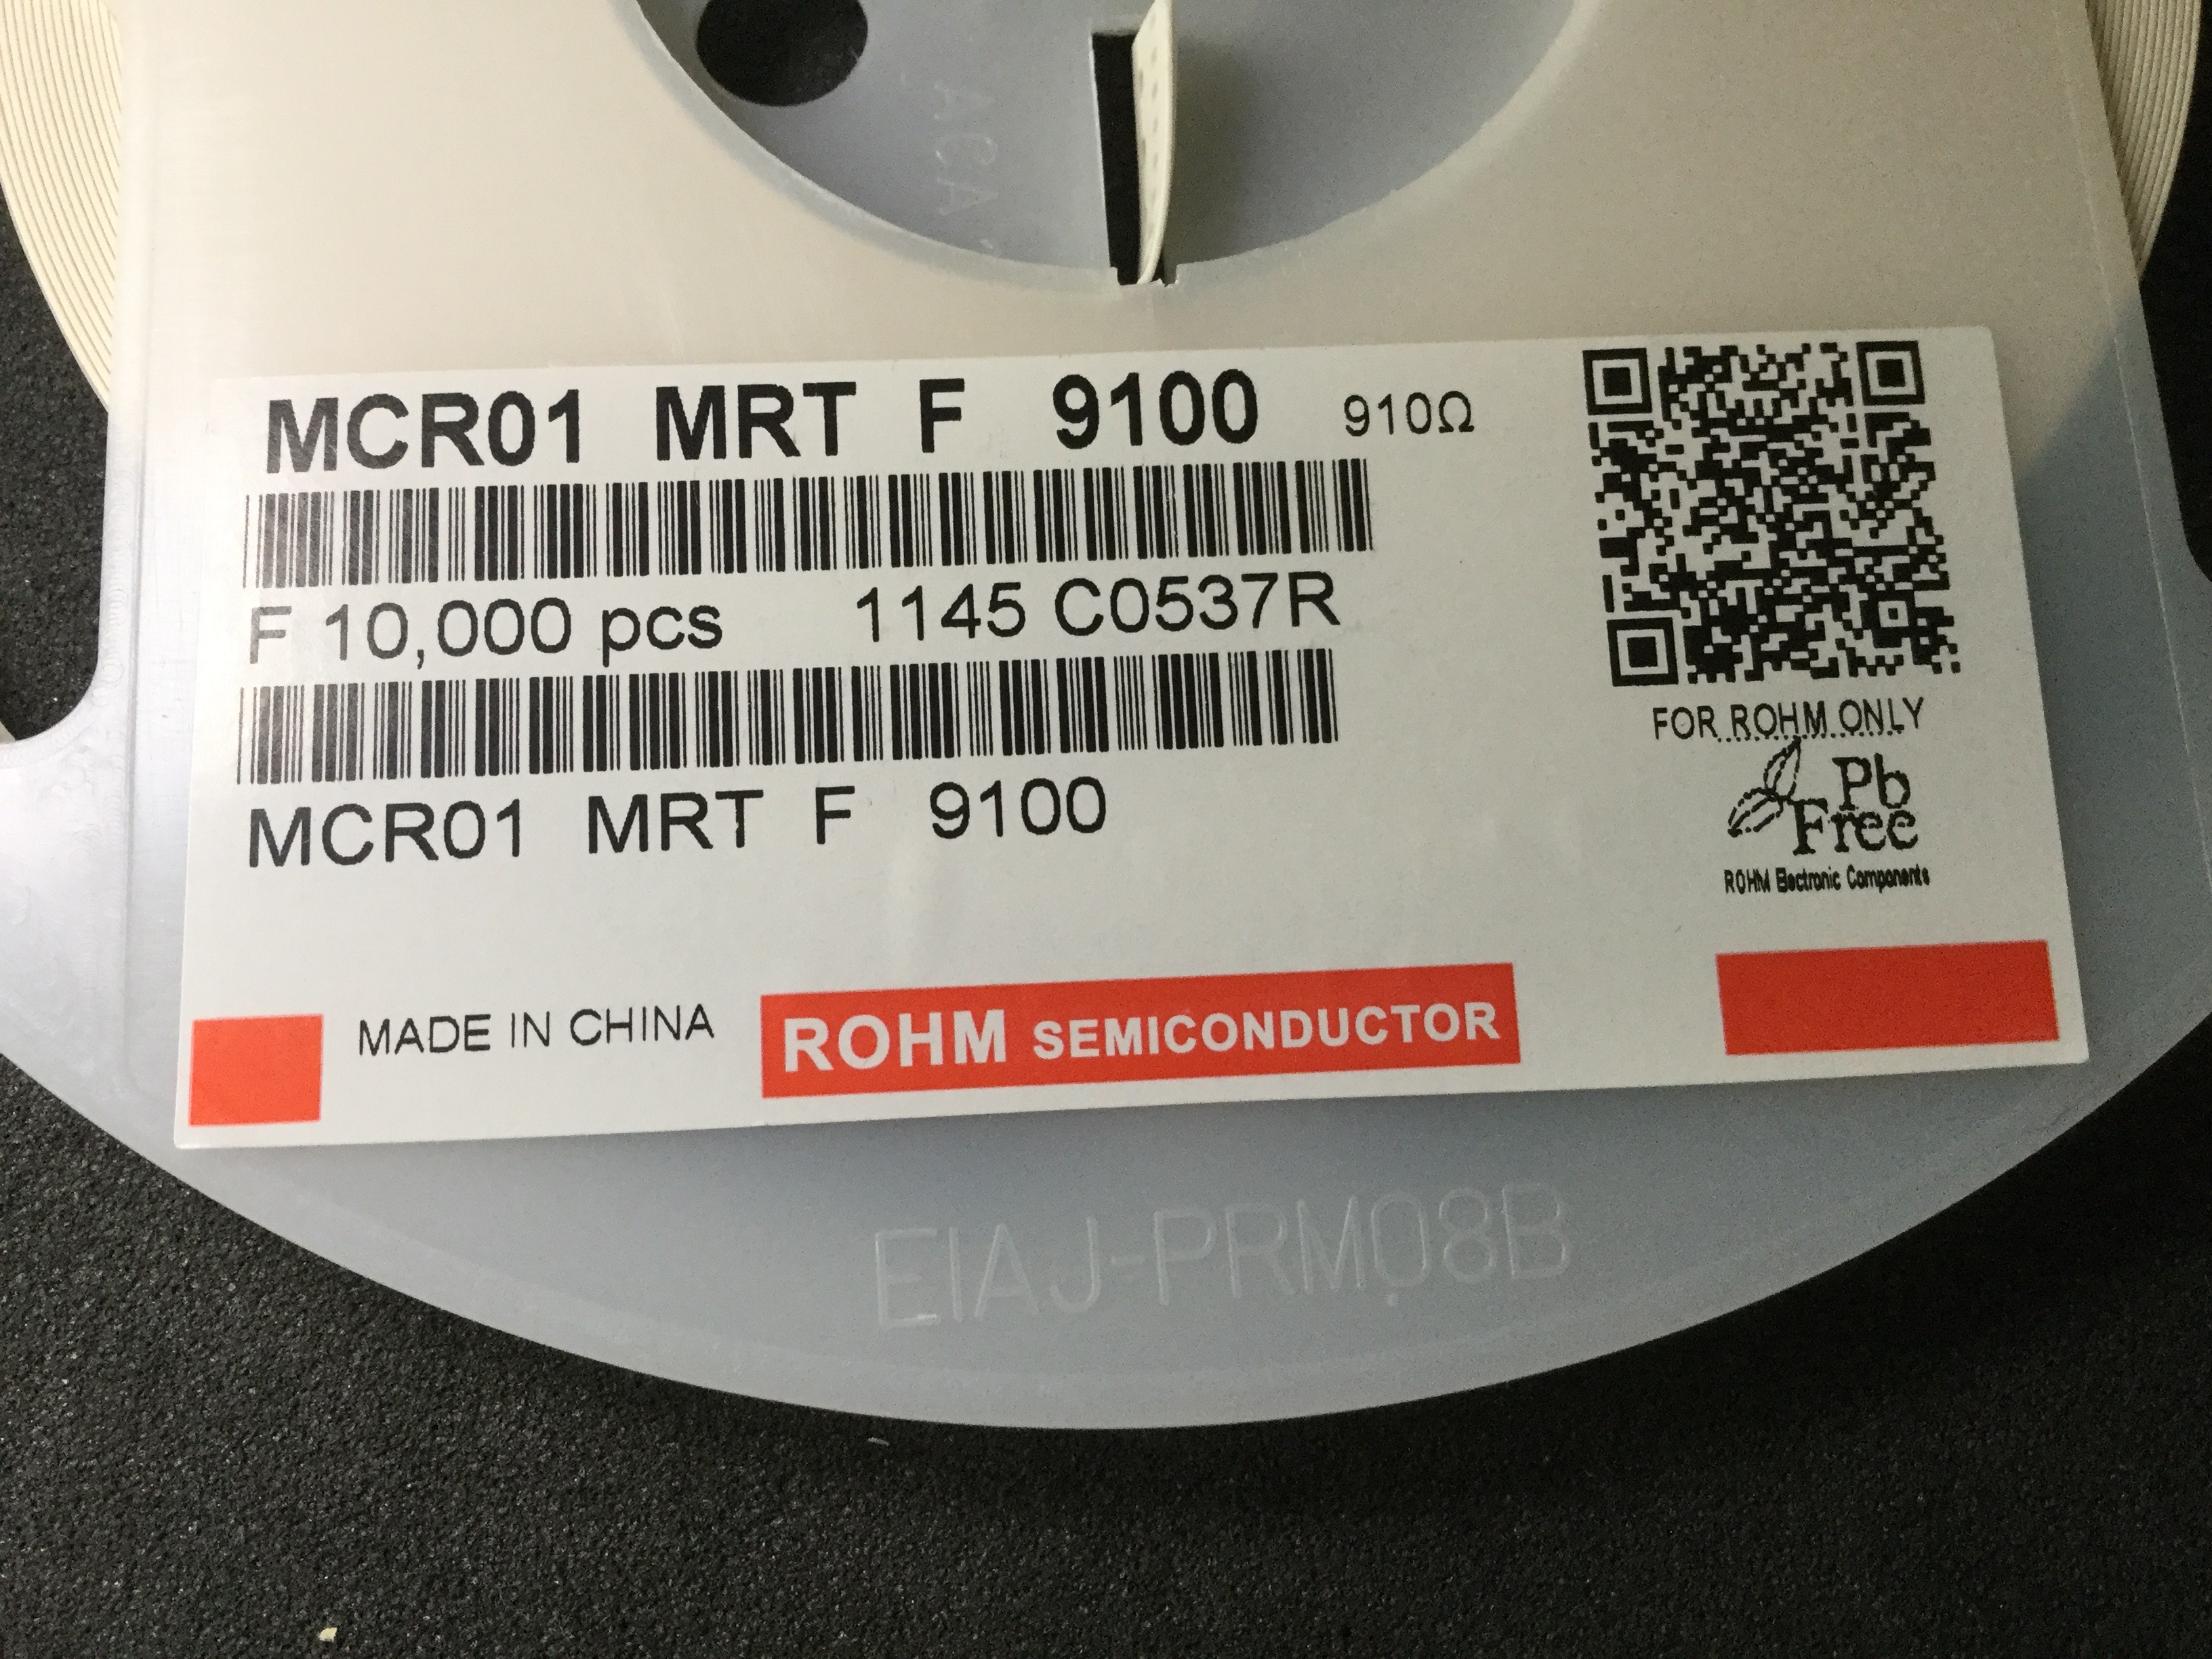 ACA
MCR01 MRT F 9100 910Ω
F 10,000 pcs 1145 C0537R
MCR01 MRT F 9100
FOR ROHM ONLY
Pb
Free
ROHM Electronic Components
MADE IN CHINA
ROHM SEMICONDUCTOR
EIAJ-PRM08B